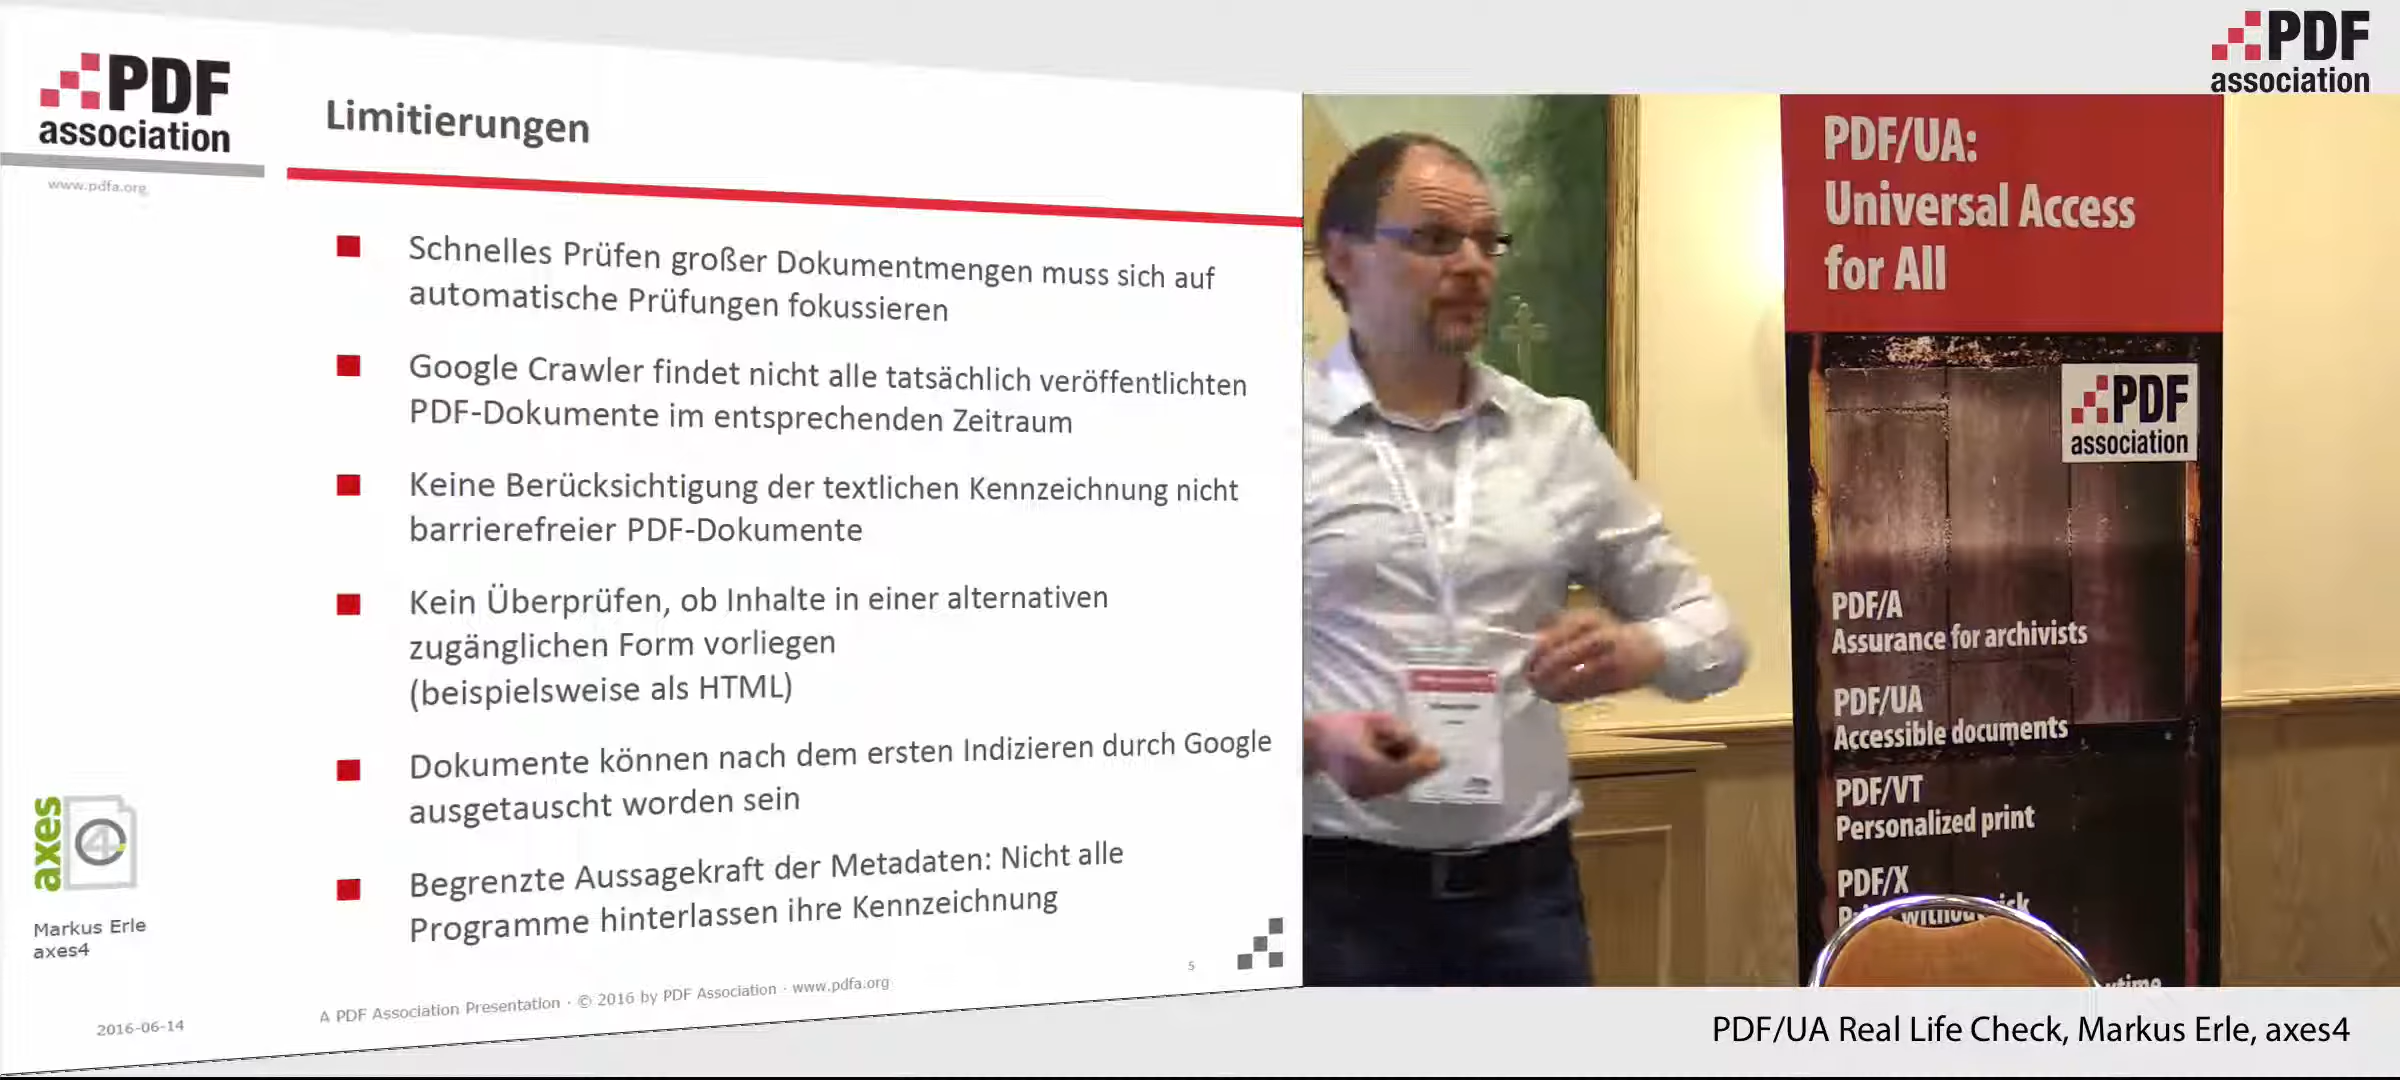 PDF
association
www.pdfa.org
Limitierungen
Schnelles Prüfen großer Dokumentmengen muss sich auf
automatische Prüfungen fokussieren
Google Crawler findet nicht alle tatsächlich veröffentlichten
PDF-Dokumente im entsprechenden Zeitraum
Keine Berücksichtigung der textlichen Kennzeichnung nicht
barrierefreier PDF-Dokumente
Kein Überprüfen, ob Inhalte in einer alternativen
zugänglichen Form vorliegen
(beispielsweise als HTML)
Dokumente können nach dem ersten Indizieren durch Google
ausgetauscht worden sein
Begrenzte Aussagekraft der Metadaten: Nicht alle
Programme hinterlassen ihre Kennzeichnung
axes
4
Markus Erle
axes4
2016-06-14
A PDF Association Presentation · © 2016 by PDF Association · www.pdfa.org
5
PDF
association
PDF/UA:
Universal Access
for All
PDF
association
PDF/A
Assurance for archivists
PDF/UA
Accessible documents
PDF/VT
Personalized print
PDF/X
PDF/UA Real Life Check, Markus Erle, axes4